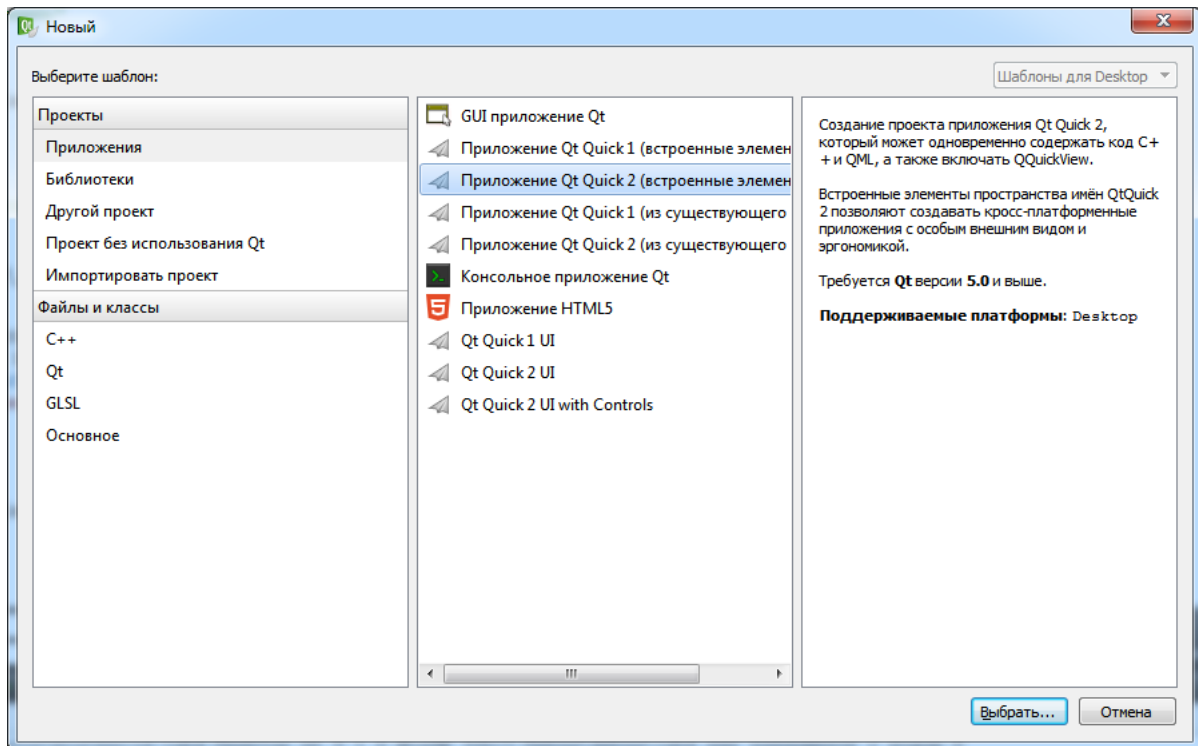 Новый
Выберите шаблон:
Шаблоны для Desktop
Проекты
Приложения
Библиотеки
Другой проект
Проект без использования Qt
Импортировать проект
Файлы и классы
C++
Qt
GLSL
Основное
GUI приложение Qt
Приложение Qt Quick 1 (встроенные элемен
Приложение Qt Quick 2 (встроенные элемен
Приложение Qt Quick 1 (из существующего
Приложение Qt Quick 2 (из существующего
Консольное приложение Qt
Приложение HTML5
Qt Quick 1 UI
Qt Quick 2 UI
Qt Quick 2 UI with Controls
Создание проекта приложения Qt Quick 2,
который может одновременно содержать код C+
+ и QML, а также включать QQuickView.
Встроенные элементы пространства имён QtQuick
2 позволяют создавать кросс-платформенные
приложения с особым внешним видом и
эргономикой.
Требуется Qt версии 5.0 и выше.
Поддерживаемые платформы: Desktop
Выбрать...
Отмена